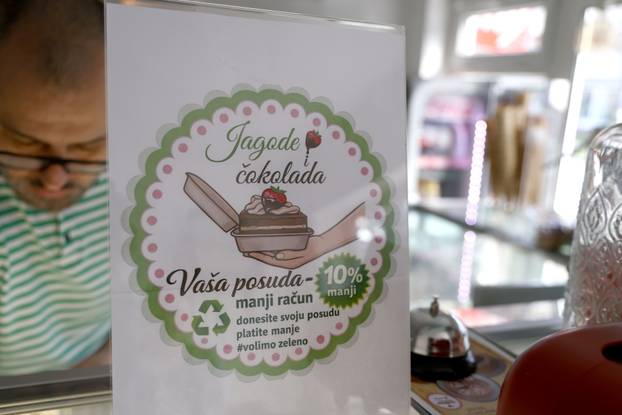 Jagode
i
čokolada
Vaša posuda-
manji račun
10%
manji
donesite svoju posudu
platite manje
#volimo zeleno